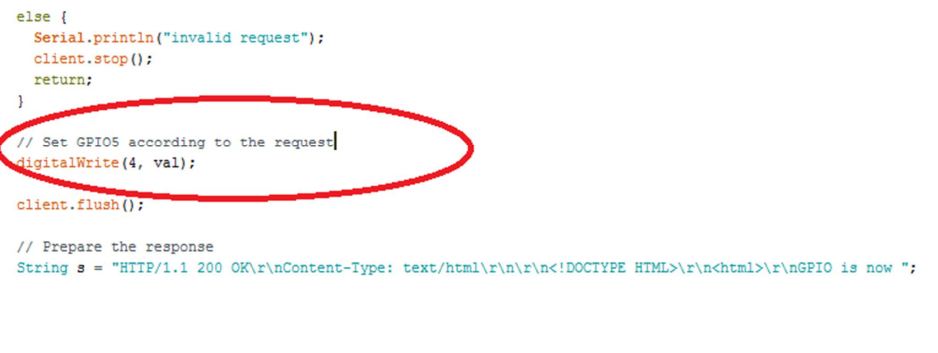 else {
Serial.println("invalid request");
client.stop();
return;
}
// Set GPIO5 according to the request
digitalWrite(4, val);
client.flush();
// Prepare the response
String s = "HTTP/1.1 200 OK\r\nContent-Type: text/html\r\n\r\n<!DOCTYPE HTML>\r\n<html>\r\nGPIO is now ";